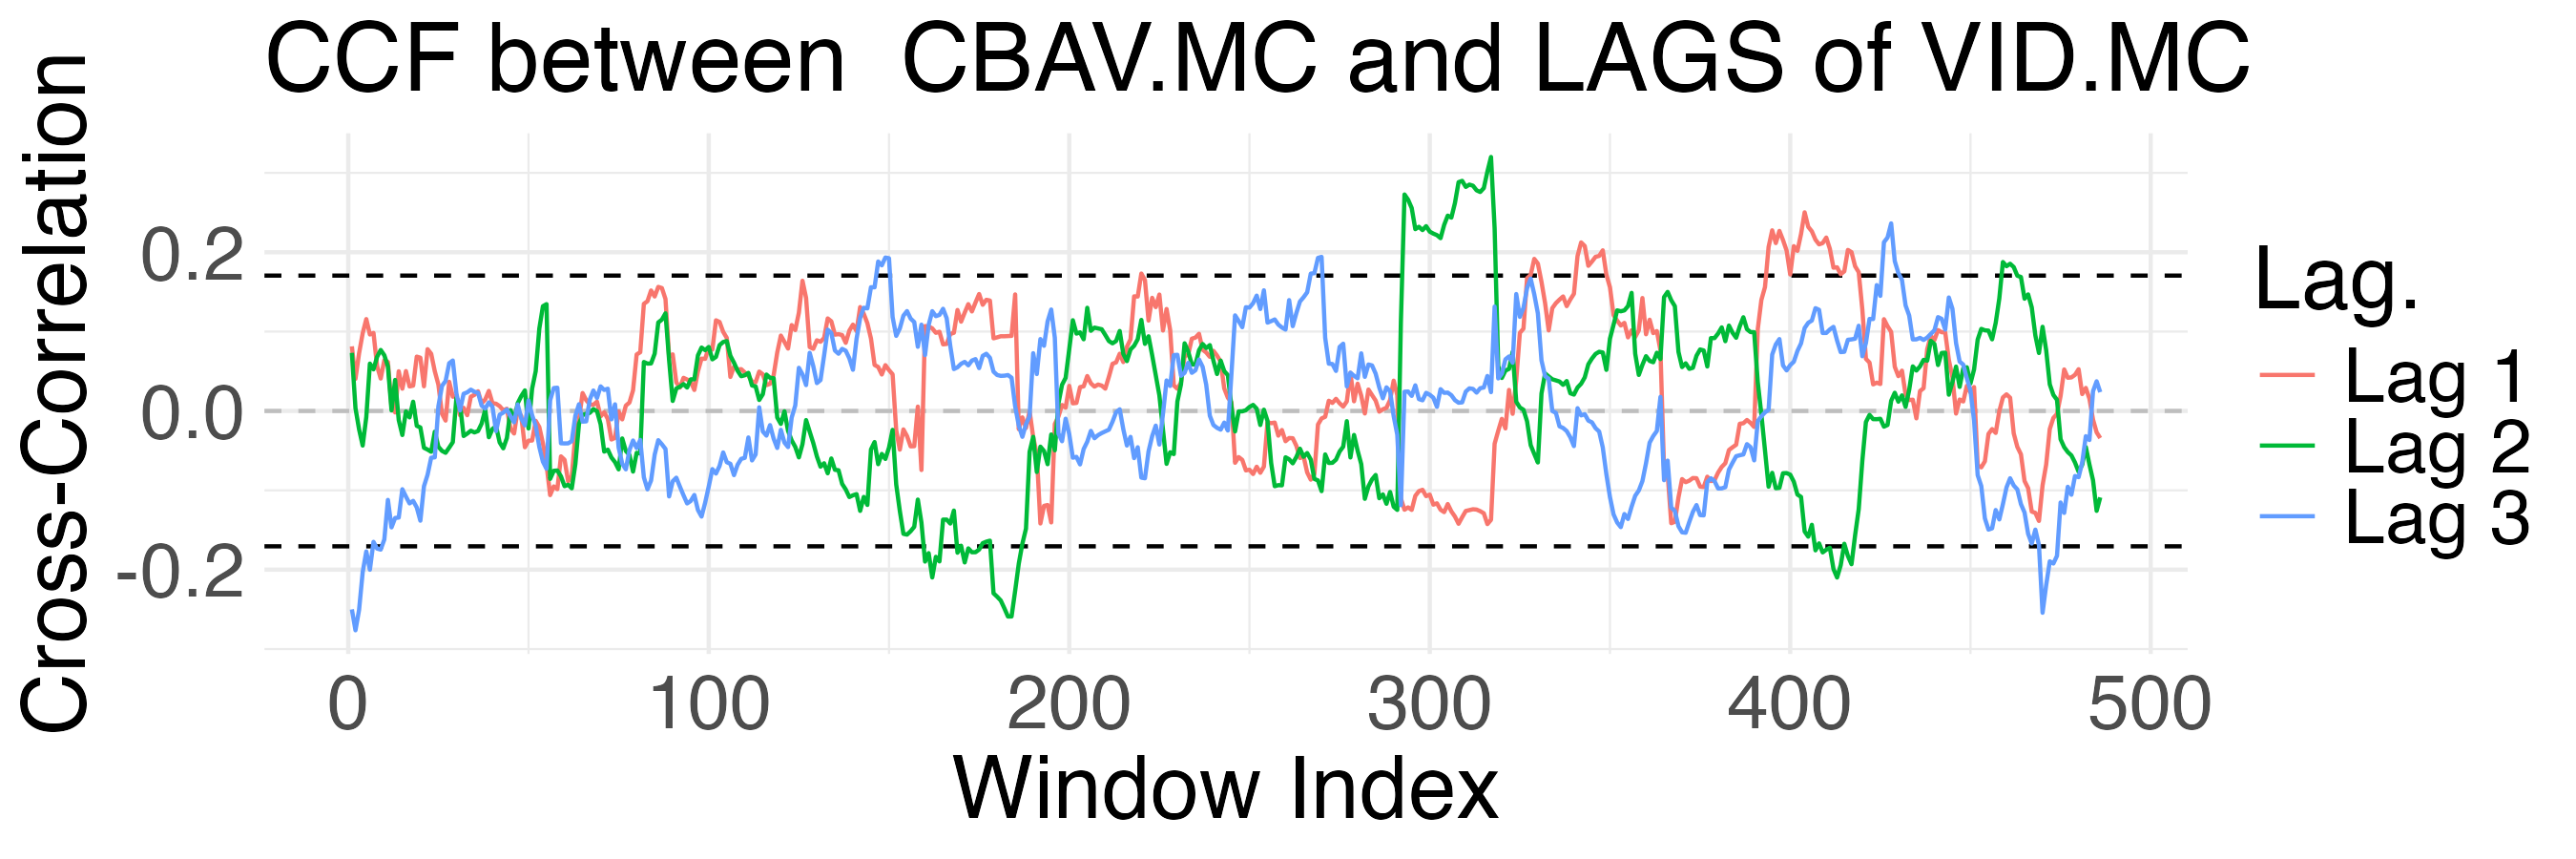 CCF between  CBAV.MC and LAGS of VID.MC
Cross-Correlation
0.2
0.0
-0.2
0 100 200 300 400 500
Window Index
Lag.
Lag 1
Lag 2
Lag 3